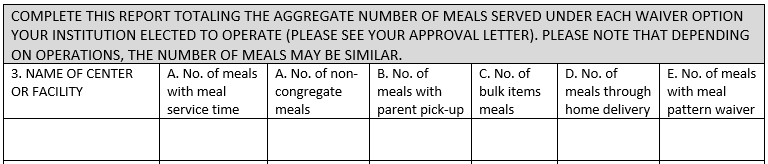 COMPLETE THIS REPORT TOTALING THE AGGREGATE NUMBER OF MEALS SERVED UNDER EACH WAIVER OPTION
YOUR INSTITUTION ELECTED TO OPERATE (PLEASE SEE YOUR APPROVAL LETTER). PLEASE NOTE THAT DEPENDING
ON OPERATIONS, THE NUMBER OF MEALS MAY BE SIMILAR.
3. NAME OF CENTER
OR FACILITY
A. No. of meals
with meal
service time
A. No. of non-
congregate
meals
B. No. of
meals with
parent pick-up
C. No. of
bulk items
meals
D. No. of
meals through
home delivery
E. No. of meals
with meal
pattern waiver